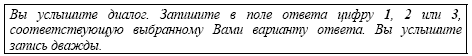 Вы услышите диалог. Запишите в поле ответа цифру 1, 2 или 3,
соответствующую выбранному Вами варианту ответа. Вы услышите
запись дважды.